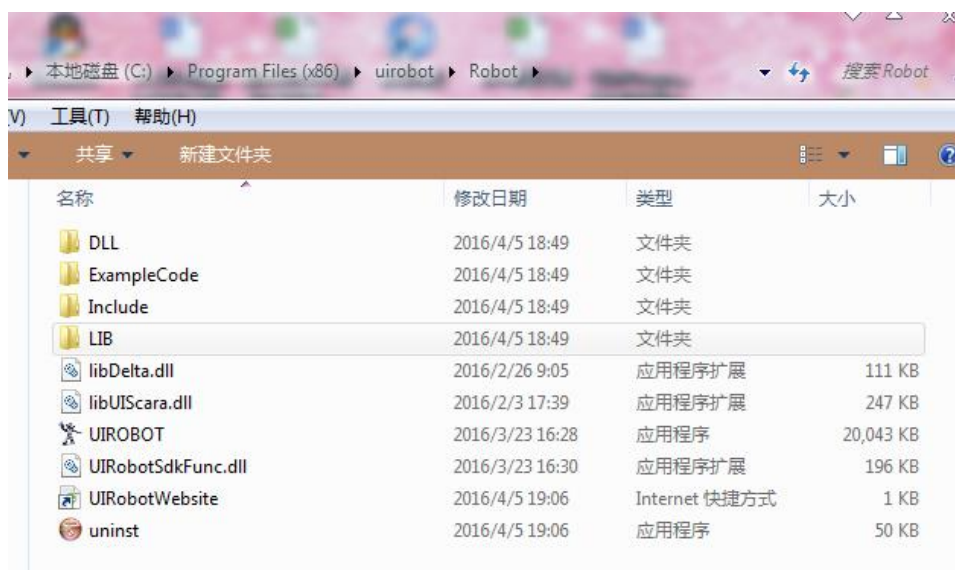 本地磁盘 (C:) ▸ Program Files (x86) ▸ uirobot ▸ Robot ▸ 搜索 Robot
(V) 工具(T) 帮助(H)
共享 新建文件夹
名称 修改日期 类型 大小
DLL 2016/4/5 18:49 文件夹
ExampleCode 2016/4/5 18:49 文件夹
Include 2016/4/5 18:49 文件夹
LIB 2016/4/5 18:49 文件夹
libDelta.dll 2016/2/26 9:05 应用程序扩展 111 KB
libUIScara.dll 2016/2/3 17:39 应用程序扩展 247 KB
UIROBOT 2016/3/23 16:28 应用程序 20,043 KB
UIRobotSdkFunc.dll 2016/3/23 16:30 应用程序扩展 196 KB
UIRobotWebsite 2016/4/5 19:06 Internet 快捷方式 1 KB
uninst 2016/4/5 19:06 应用程序 50 KB